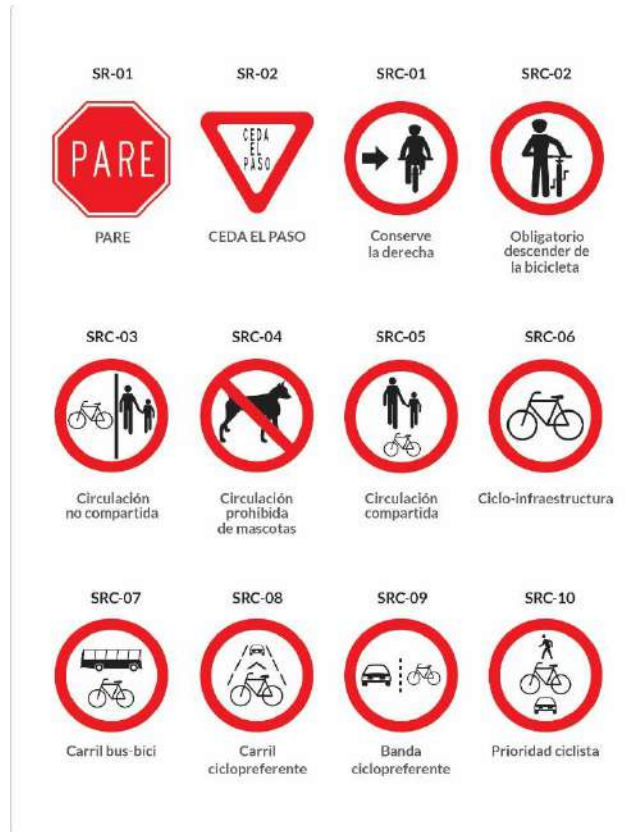 SR-01 SR-02 SRC-01 SRC-02
PARE
CEDA
EL
PASO
PARE CEDA EL PASO Conserve
la derecha Obligatorio
descender de
la bicicleta
SRC-03 SRC-04 SRC-05 SRC-06
Circulación
no compartida Circulación
prohibida
de mascotas Circulación
compartida Ciclo-infraestructura
SRC-07 SRC-08 SRC-09 SRC-10
Carril bus-bici Carril
ciclopreferente Banda
ciclopreferente Prioridad ciclista